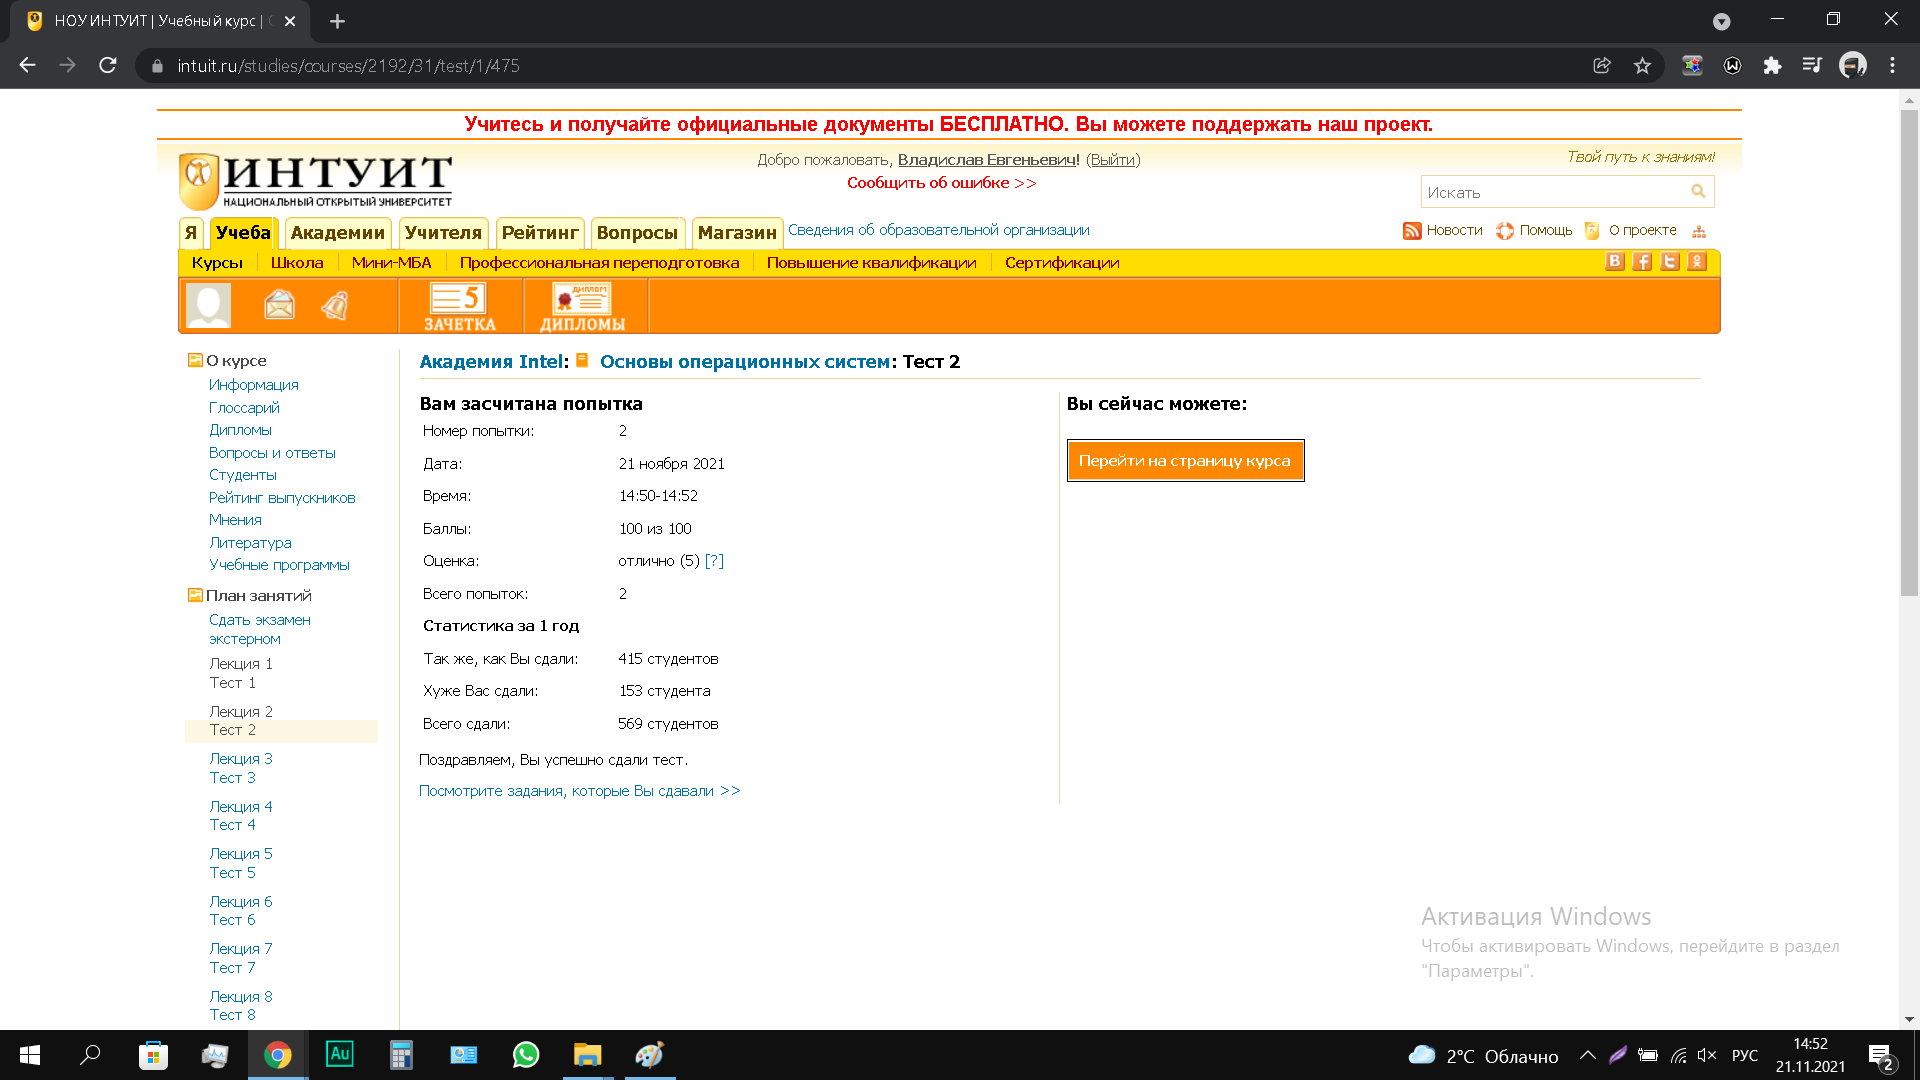 НОУ ИНТУИТ | Учебный курс |
intuit.ru/studies/courses/2192/31/test/1/475
Учитесь и получайте официальные документы БЕСПЛАТНО. Вы можете поддержать наш проект.
ИНТУИТ
НАЦИОНАЛЬНЫЙ ОТКРЫТЫЙ УНИВЕРСИТЕТ
Добро пожаловать, Владислав Евгеньевич! (Выйти)
Сообщить об ошибке >>
Твой путь к знаниям!
Искать
Я Учеба Академии Учителя Рейтинг Вопросы Магазин Сведения об образовательной организации
Новости Помощь О проекте
Курсы Школа Мини-МБА Профессиональная переподготовка Повышение квалификации Сертификации
5
ЗАЧЕТКА
ДИПЛОМ
ДИПЛОМЫ
О курсе
Информация
Глоссарий
Дипломы
Вопросы и ответы
Студенты
Рейтинг выпускников
Мнения
Литература
Учебные программы
План занятий
Сдать экзамен
экстерном
Лекция 1
Тест 1
Лекция 2
Тест 2
Лекция 3
Тест 3
Лекция 4
Тест 4
Лекция 5
Тест 5
Лекция 6
Тест 6
Лекция 7
Тест 7
Лекция 8
Тест 8
Академия Intel: Основы операционных систем: Тест 2
Вам засчитана попытка
Номер попытки: 2
Дата: 21 ноября 2021
Время: 14:50-14:52
Баллы: 100 из 100
Оценка: отлично (5) [?]
Всего попыток: 2
Статистика за 1 год
Так же, как Вы сдали: 415 студентов
Хуже Вас сдали: 153 студента
Всего сдали: 569 студентов
Поздравляем, Вы успешно сдали тест.
Посмотрите задания, которые Вы сдавали >>
Вы сейчас можете:
Перейти на страницу курса
Активация Windows
Чтобы активировать Windows, перейдите в раздел
"Параметры".
Au
2°C Облачно
РУС
14:52
21.11.2021
2